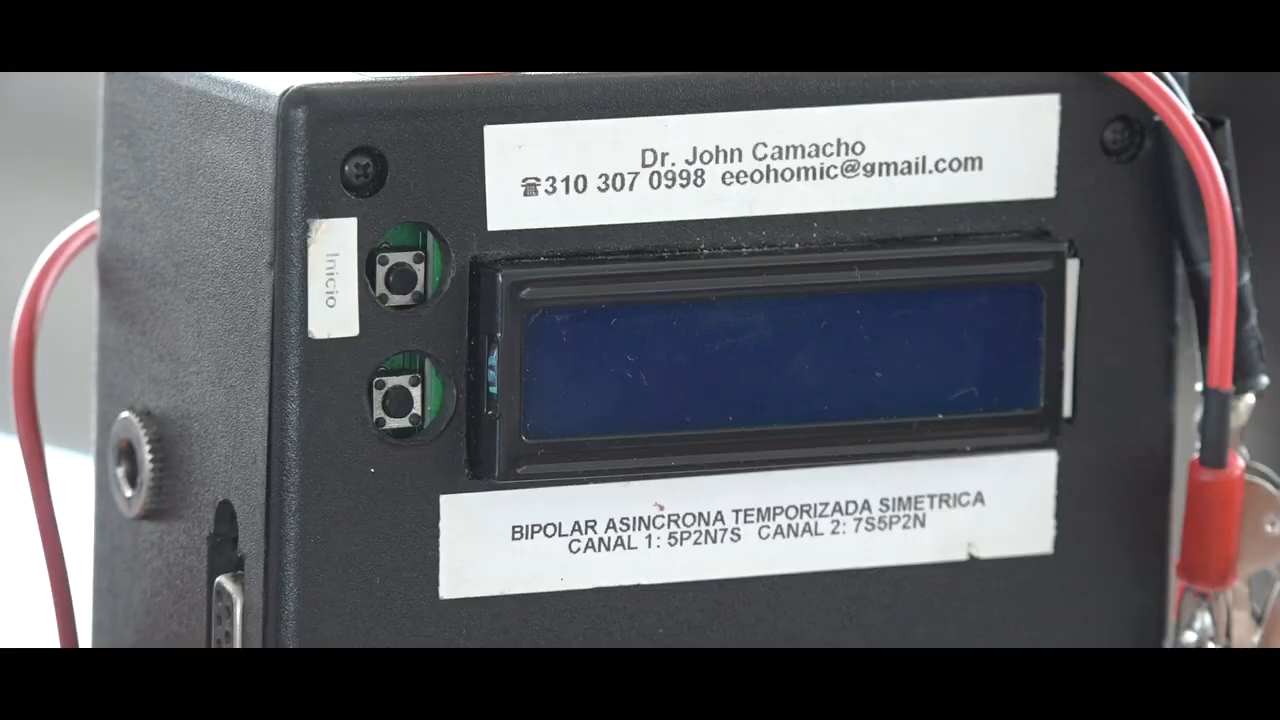 Dr. John Camacho
☎310 307 0998 eeohomic@gmail.com
Inicio
BIPOLAR ASINCRONA TEMPORIZADA SIMETRICA
CANAL 1: 5P2N7S CANAL 2: 7S5P2N